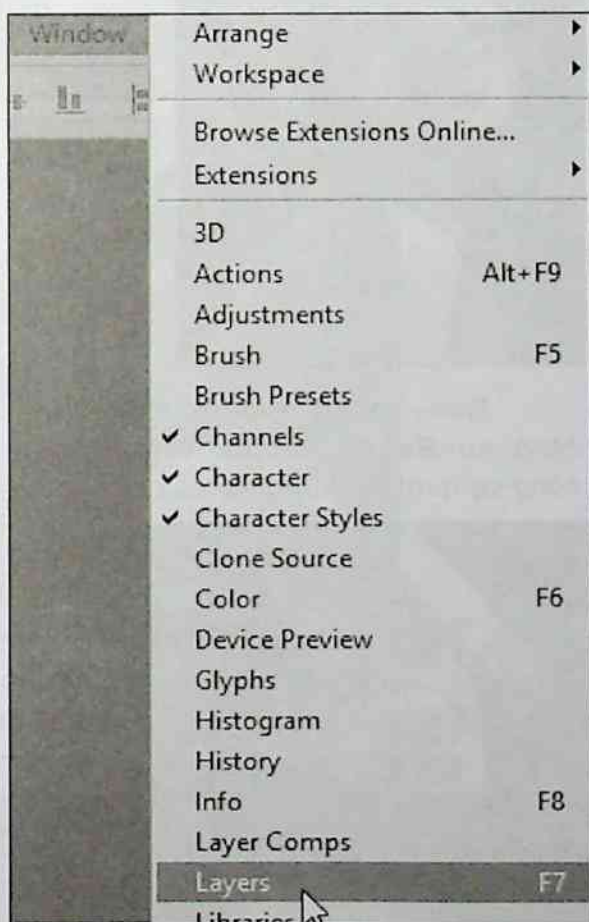 Window
Arrange
Workspace
Browse Extensions Online...
Extensions
3D
Actions Alt+F9
Adjustments
Brush F5
Brush Presets
✓ Channels
✓ Character
✓ Character Styles
Clone Source
Color F6
Device Preview
Glyphs
Histogram
History
Info F8
Layer Comps
Layers F7
Libraries